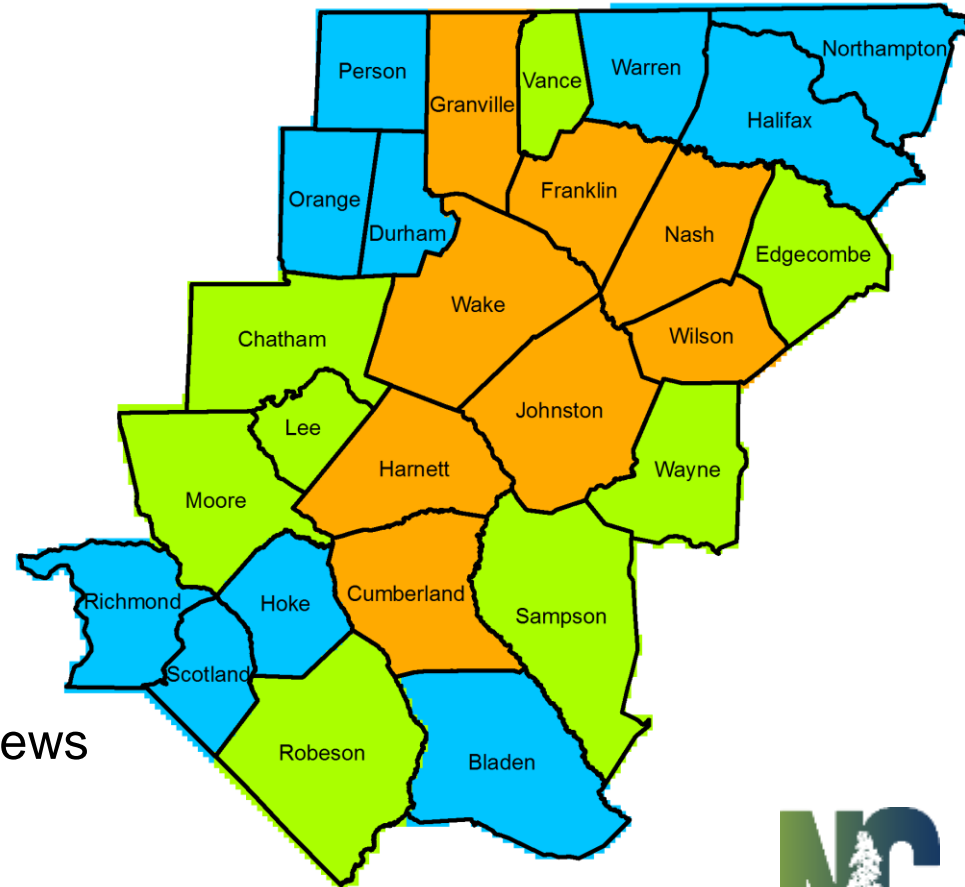 Northampton
Person
Warren
Vance
Granville
Halifax
Franklin
Orange
Durham
Nash
Edgecombe
Wake
Wilson
Chatham
Johnston
Lee
Harnett
Wayne
Moore
Cumberland
Richmond
Hoke
Sampson
Scotland
ews
Robeson
Bladen
NC